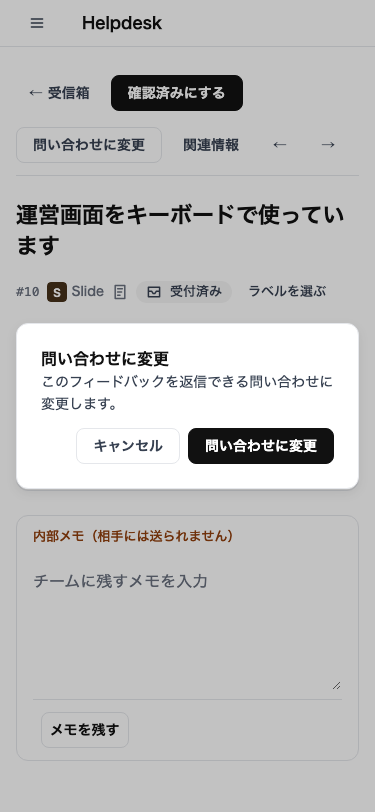 Helpdesk
← 受信箱
確認済みにする
問い合わせに変更
関連情報
←
→
運営画面をキーボードで使ってい
ます
#10 S Slide 受付済み ラベルを選ぶ
問い合わせに変更
このフィードバックを返信できる問い合わせに
変更します。
キャンセル
問い合わせに変更
内部メモ（相手には送られません）
チームに残すメモを入力
メモを残す